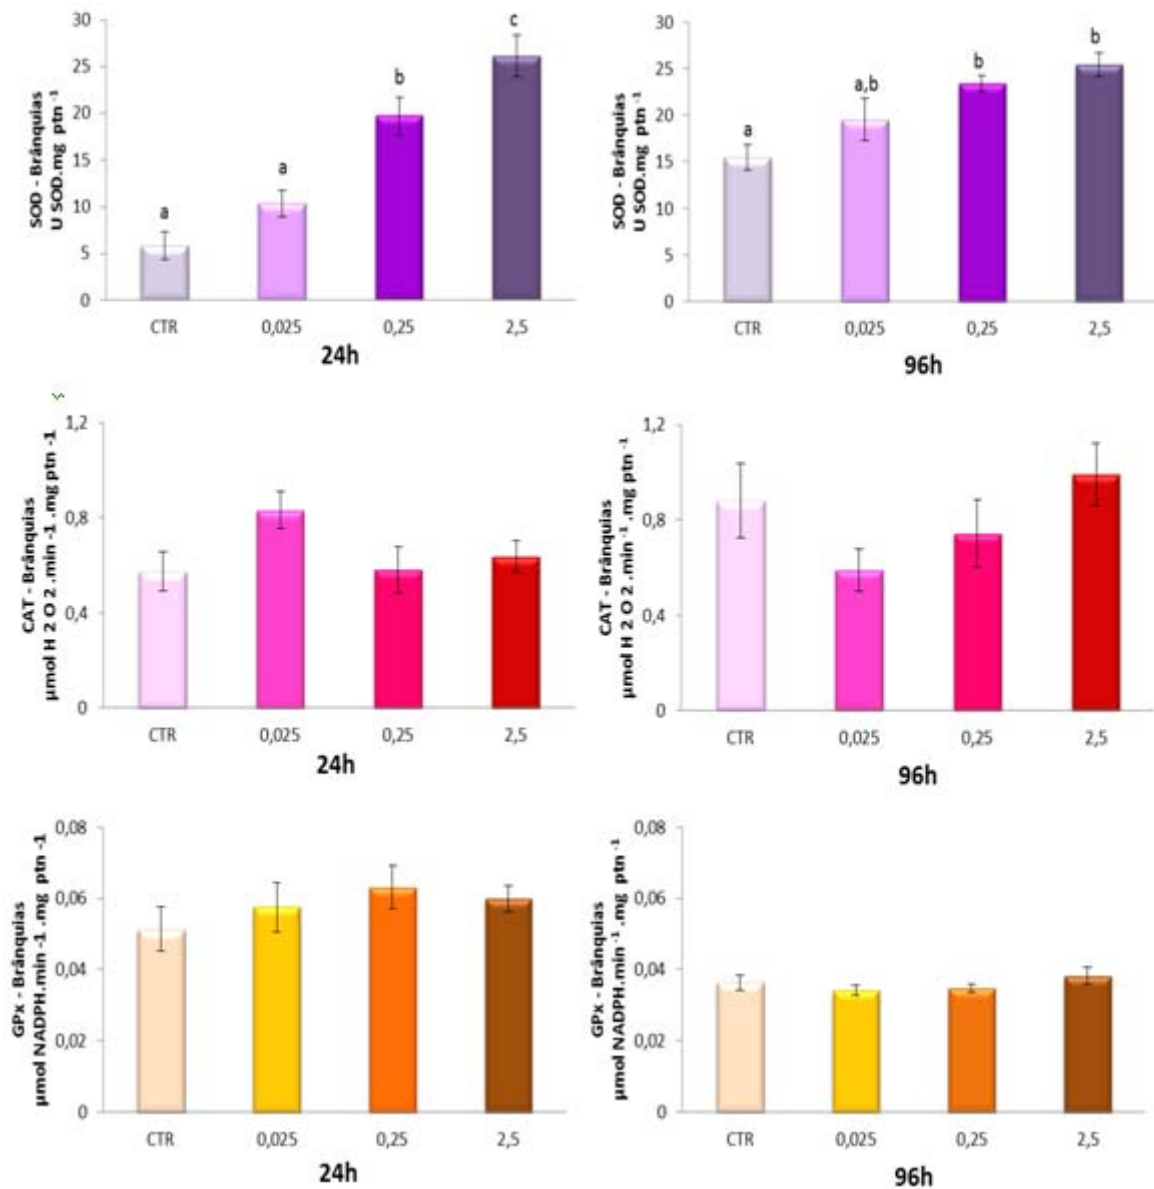 SOD - Brânquias
U SOD.mg ptn -1
30
25
20
15
10
5
0
a
a
b
c
CTR 0,025 0,25 2,5
24h
SOD - Brânquias
U SOD.mg ptn -1
30
25
20
15
10
5
0
a
a,b
b
b
CTR 0,025 0,25 2,5
96h
CAT - Brânquias
µmol H 2 O 2 .min -1 .mg ptn -1
1,2
0,8
0,4
0
CTR 0,025 0,25 2,5
24h
CAT - Brânquias
µmol H 2 O 2 .min -1 .mg ptn -1
1,2
0,8
0,4
0
CTR 0,025 0,25 2,5
96h
GPx - Brânquias
µmol NADPH.min -1 .mg ptn -1
0,08
0,06
0,04
0,02
0
CTR 0,025 0,25 2,5
24h
GPx - Brânquias
µmol NADPH.min -1 .mg ptn -1
0,08
0,06
0,04
0,02
0
CTR 0,025 0,25 2,5
96h